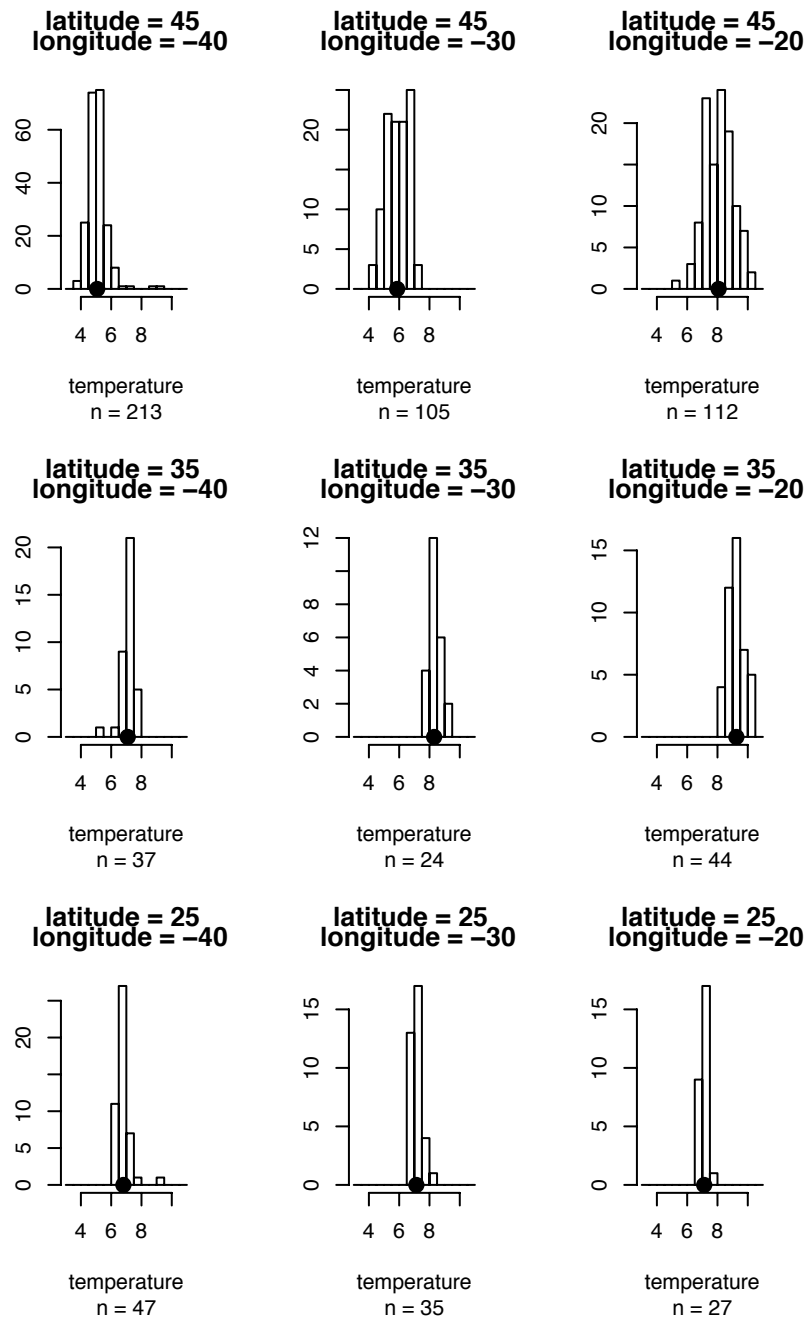 latitude = 45
longitude = −40
latitude = 45
longitude = −30
latitude = 45
longitude = −20
0 20 40 60
4 6 8
temperature
n = 213
0 5 10 20
4 6 8
temperature
n = 105
0 5 10 20
4 6 8
temperature
n = 112
latitude = 35
longitude = −40
latitude = 35
longitude = −30
latitude = 35
longitude = −20
0 5 10 15 20
4 6 8
temperature
n = 37
0 2 4 6 8 10 12
4 6 8
temperature
n = 24
0 5 10 15
4 6 8
temperature
n = 44
latitude = 25
longitude = −40
latitude = 25
longitude = −30
latitude = 25
longitude = −20
0 5 10 20
4 6 8
temperature
n = 47
0 5 10 15
4 6 8
temperature
n = 35
0 5 10 15
4 6 8
temperature
n = 27